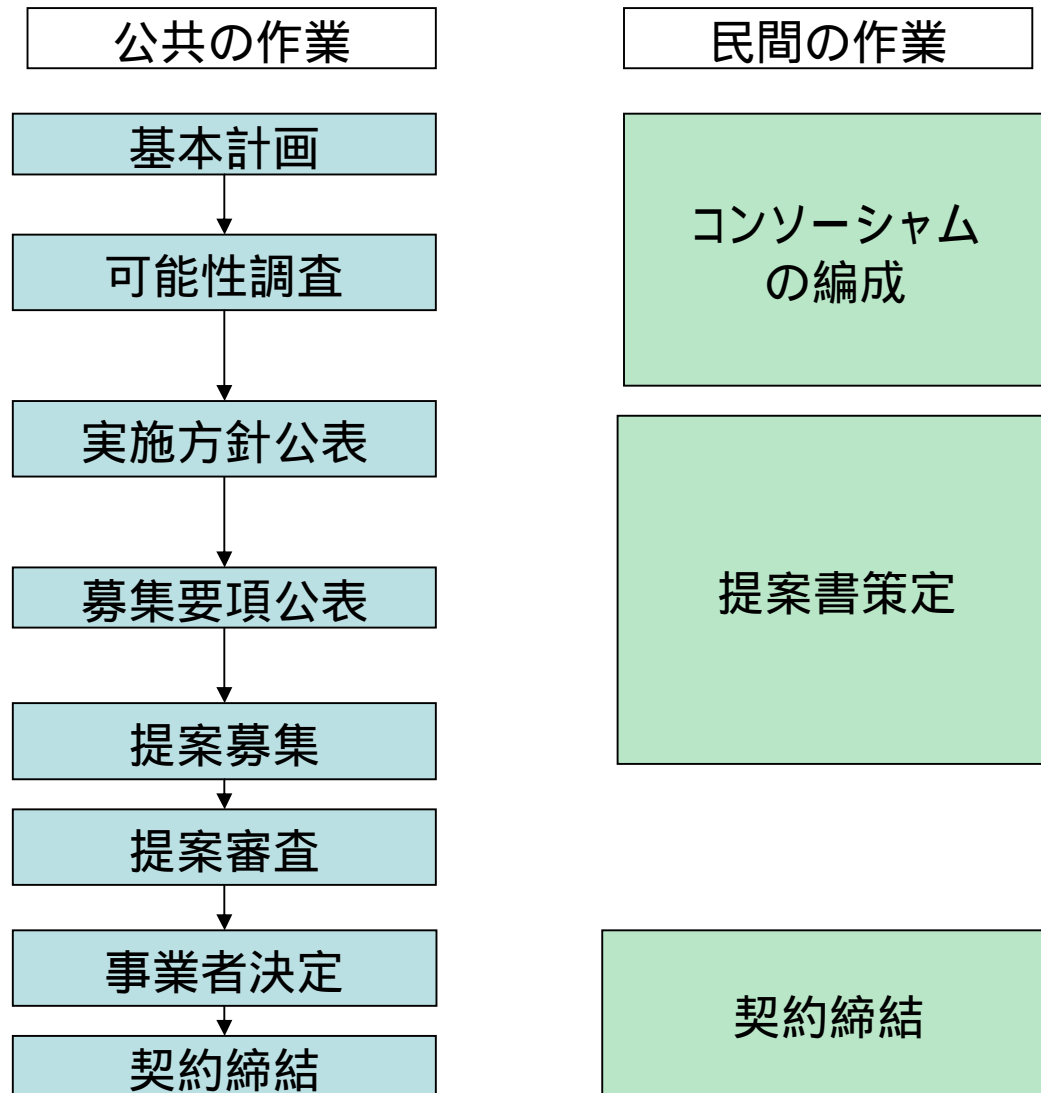 公共の作業
民間の作業
基本計画
可能性調査
実施方針公表
募集要項公表
提案募集
提案審査
事業者決定
契約締結
コンソーシャム
の編成
提案書策定
契約締結